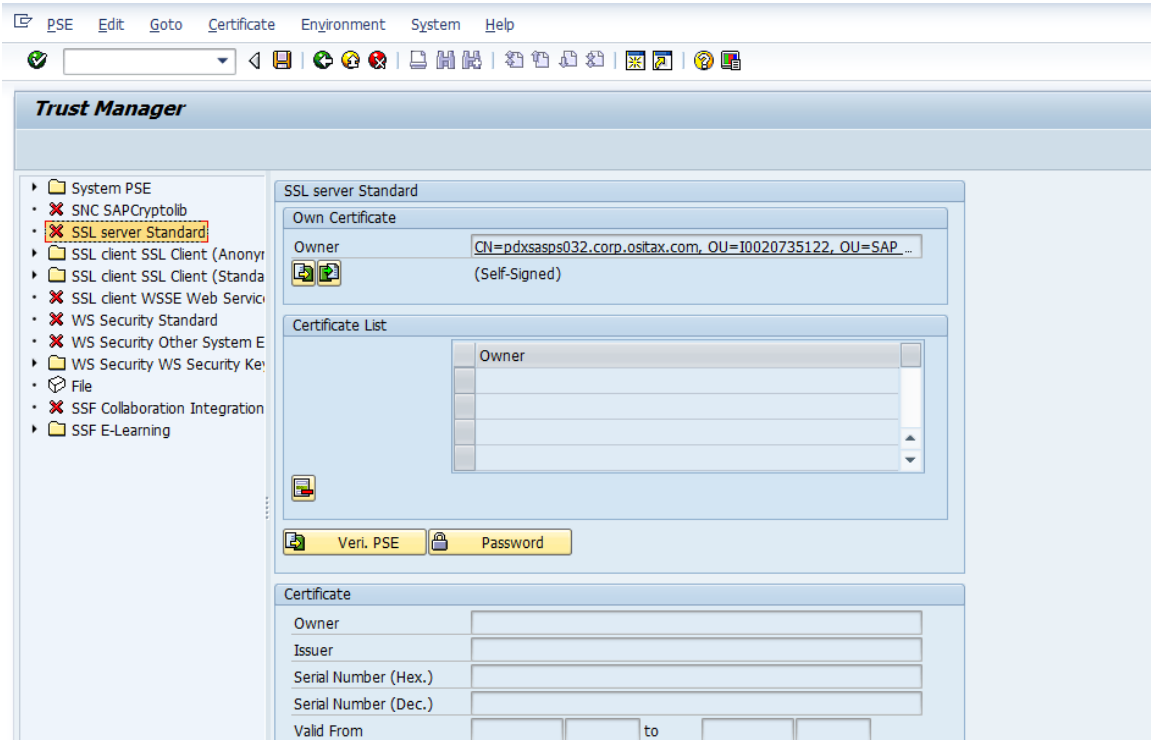 PSE Edit Goto Certificate Environment System Help
Trust Manager
System PSE
SNC SAPCryptolib
SSL server Standard
SSL client SSL Client (Anonyr
SSL client SSL Client (Standa
SSL client WSSE Web Servic
WS Security Standard
WS Security Other System E
WS Security WS Security Key
File
SSF Collaboration Integration
SSF E-Learning
SSL server Standard
Own Certificate
Owner CN=pdxsasps032.corp.ositax.com, OU=I0020735122, OU=SAP ...
(Self-Signed)
Certificate List
Owner
Veri. PSE Password
Certificate
Owner
Issuer
Serial Number (Hex.)
Serial Number (Dec.)
Valid From to